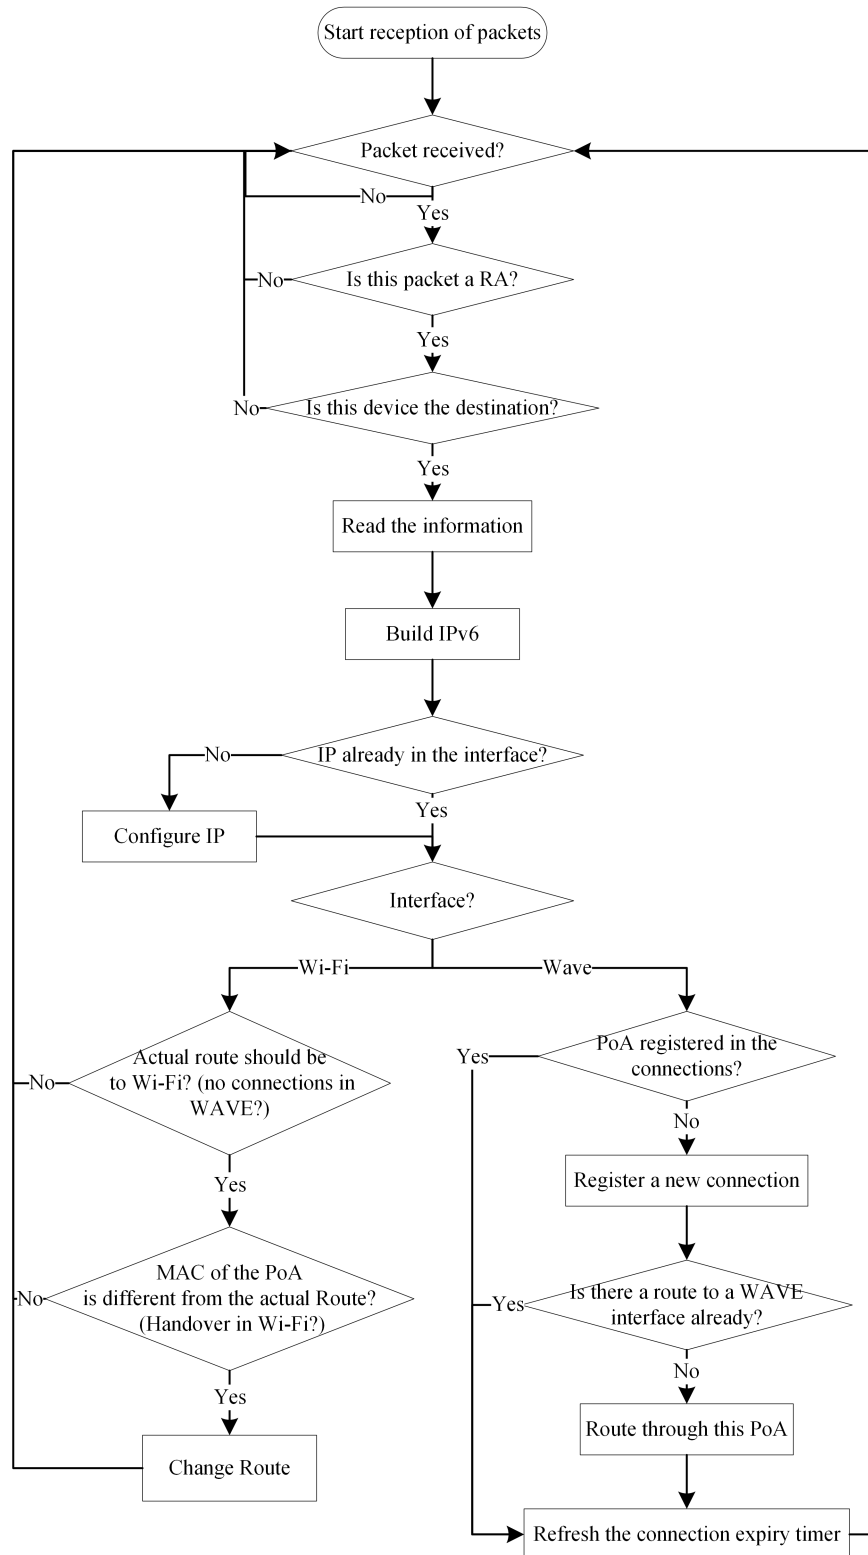 Start reception of packets
Packet received?
No
Yes
Is this packet a RA?
No
Yes
Is this device the destination?
No
Yes
Read the information
Build IPv6
IP already in the interface?
No
Yes
Configure IP
Interface?
Wi-Fi
Wave
Actual route should be
to Wi-Fi? (no connections in
WAVE?)
No
Yes
MAC of the PoA
is different from the actual Route?
(Handover in Wi-Fi?)
No
Yes
Change Route
PoA registered in the
connections?
Yes
No
Register a new connection
Is there a route to a WAVE
interface already?
Yes
No
Route through this PoA
Refresh the connection expiry timer